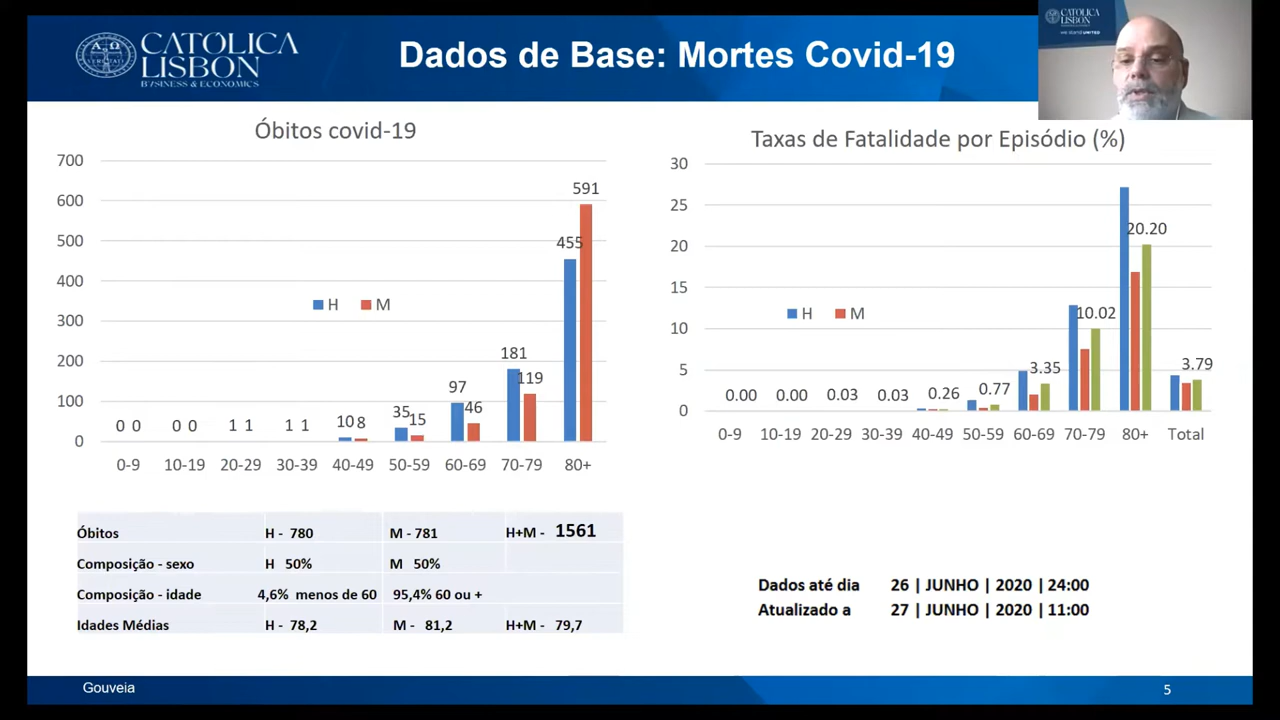 CATÓLICA
LISBON
BUSINESS & ECONOMICS
Dados de Base: Mortes Covid-19
CATÓLICA
LISBON
we stand UNITED
Óbitos covid-19
700
600
500
400
300
200
100
0
0 0
0 0
1 1
1 1
10 8
35 15
97 46
181 119
455 591
H M
0-9 10-19 20-29 30-39 40-49 50-59 60-69 70-79 80+
Taxas de Fatalidade por Episódio (%)
30
25
20
15
10
5
0
0.00 0.00 0.03 0.03 0.26 0.77 3.35 10.02 20.20 3.79
H M
0-9 10-19 20-29 30-39 40-49 50-59 60-69 70-79 80+ Total
Óbitos H - 780 M - 781 H+M - 1561
Composição - sexo H 50% M 50%
Composição - idade 4,6% menos de 60 95,4% 60 ou +
Idades Médias H - 78,2 M - 81,2 H+M - 79,7
Dados até dia 26 | JUNHO | 2020 | 24:00
Atualizado a 27 | JUNHO | 2020 | 11:00
Gouveia
5